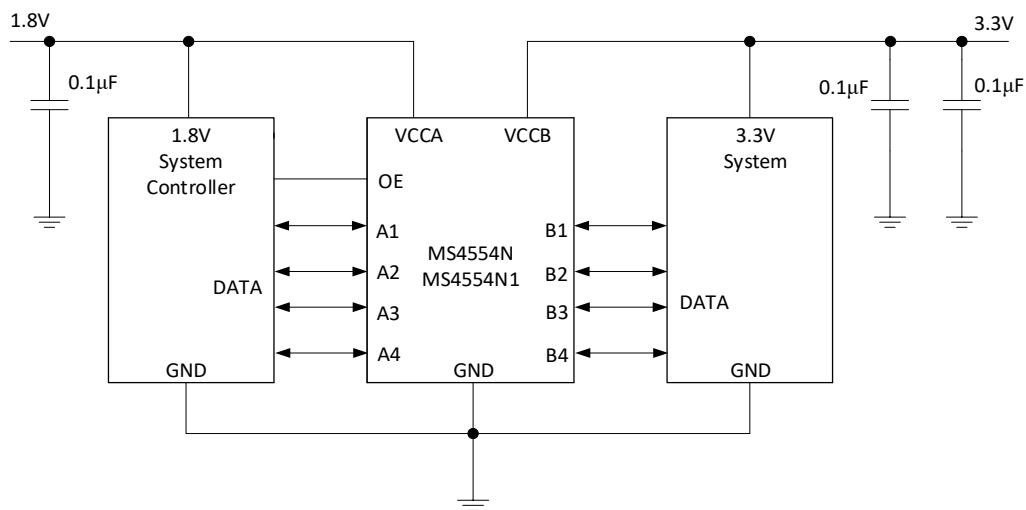 1.8V
3.3V
0.1μF
0.1μF
0.1μF
1.8V
System
Controller
VCCA
VCCB
3.3V
System
OE
A1
B1
MS4554N
MS4554N1
A2
B2
DATA
A3
B3
DATA
A4
B4
GND
GND
GND